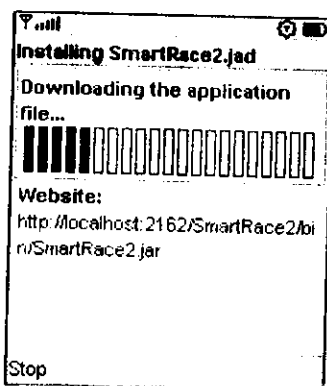 Installing SmartRace2.jad
Downloading the application
file...
Website:
http://localhost:2162/SmartRace2/bi
n/SmartRace2.jar
Stop